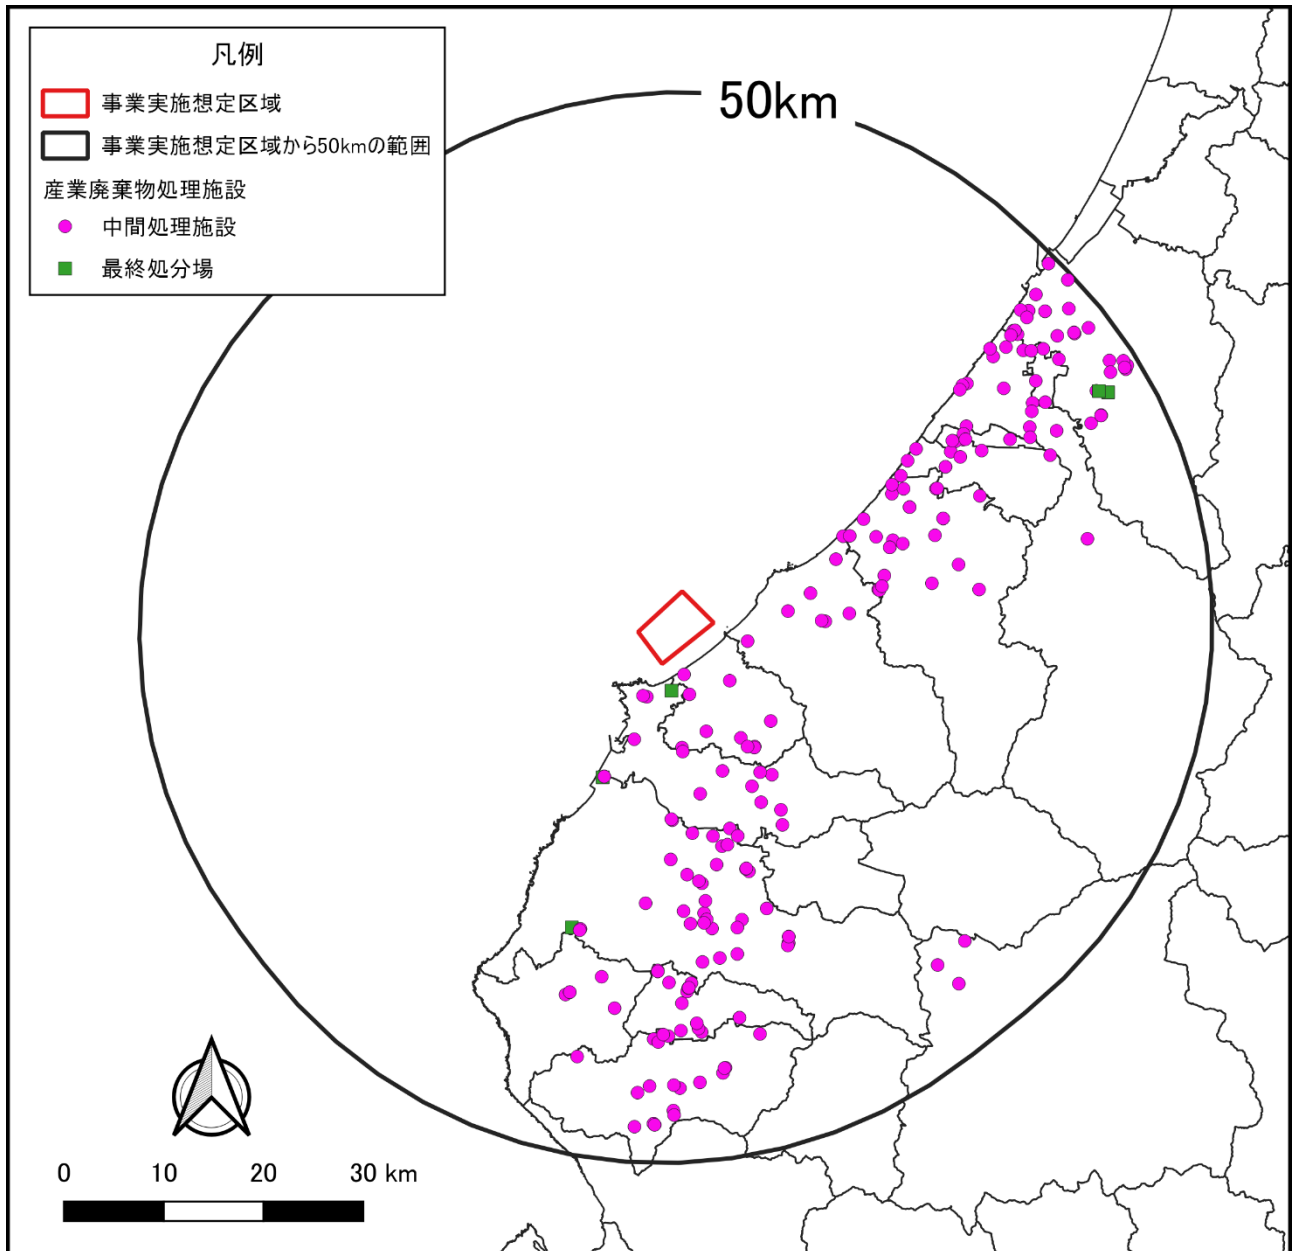 凡例
事業実施想定区域
事業実施想定区域から50kmの範囲
産業廃棄物処理施設
中間処理施設
最終処分場
50km
0 10 20 30 km